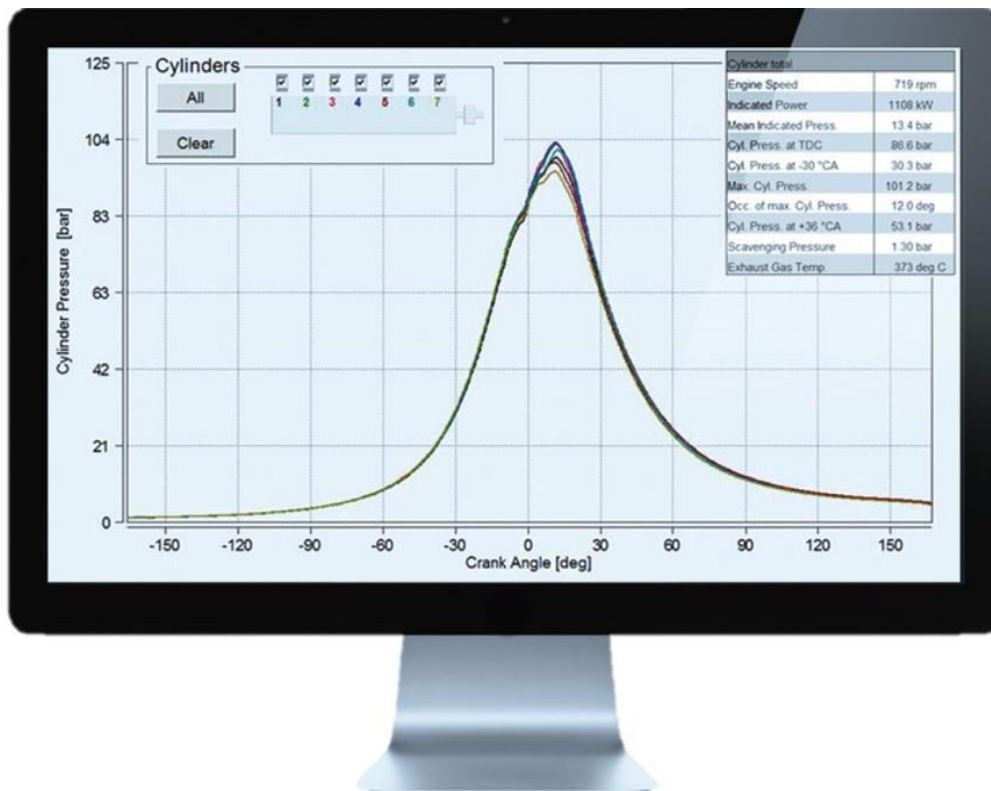 Cylinders
All
Clear
1 2 3 4 5 6 7
Cylinder total
Engine Speed 719 rpm
Indicated Power 1108 kW
Mean Indicated Press. 13.4 bar
Cyl. Press. at TDC 86.6 bar
Cyl. Press. at -30 °CA 30.3 bar
Max. Cyl. Press. 101.2 bar
Occ. of max. Cyl. Press. 12.0 deg
Cyl. Press. at +36 °CA 53.1 bar
Scavenging Pressure 1.30 bar
Exhaust Gas Temp. 373 deg C
Cylinder Pressure [bar]
125
104
83
63
42
21
0
-150 -120 -90 -60 -30 0 30 60 90 120 150
Crank Angle [deg]